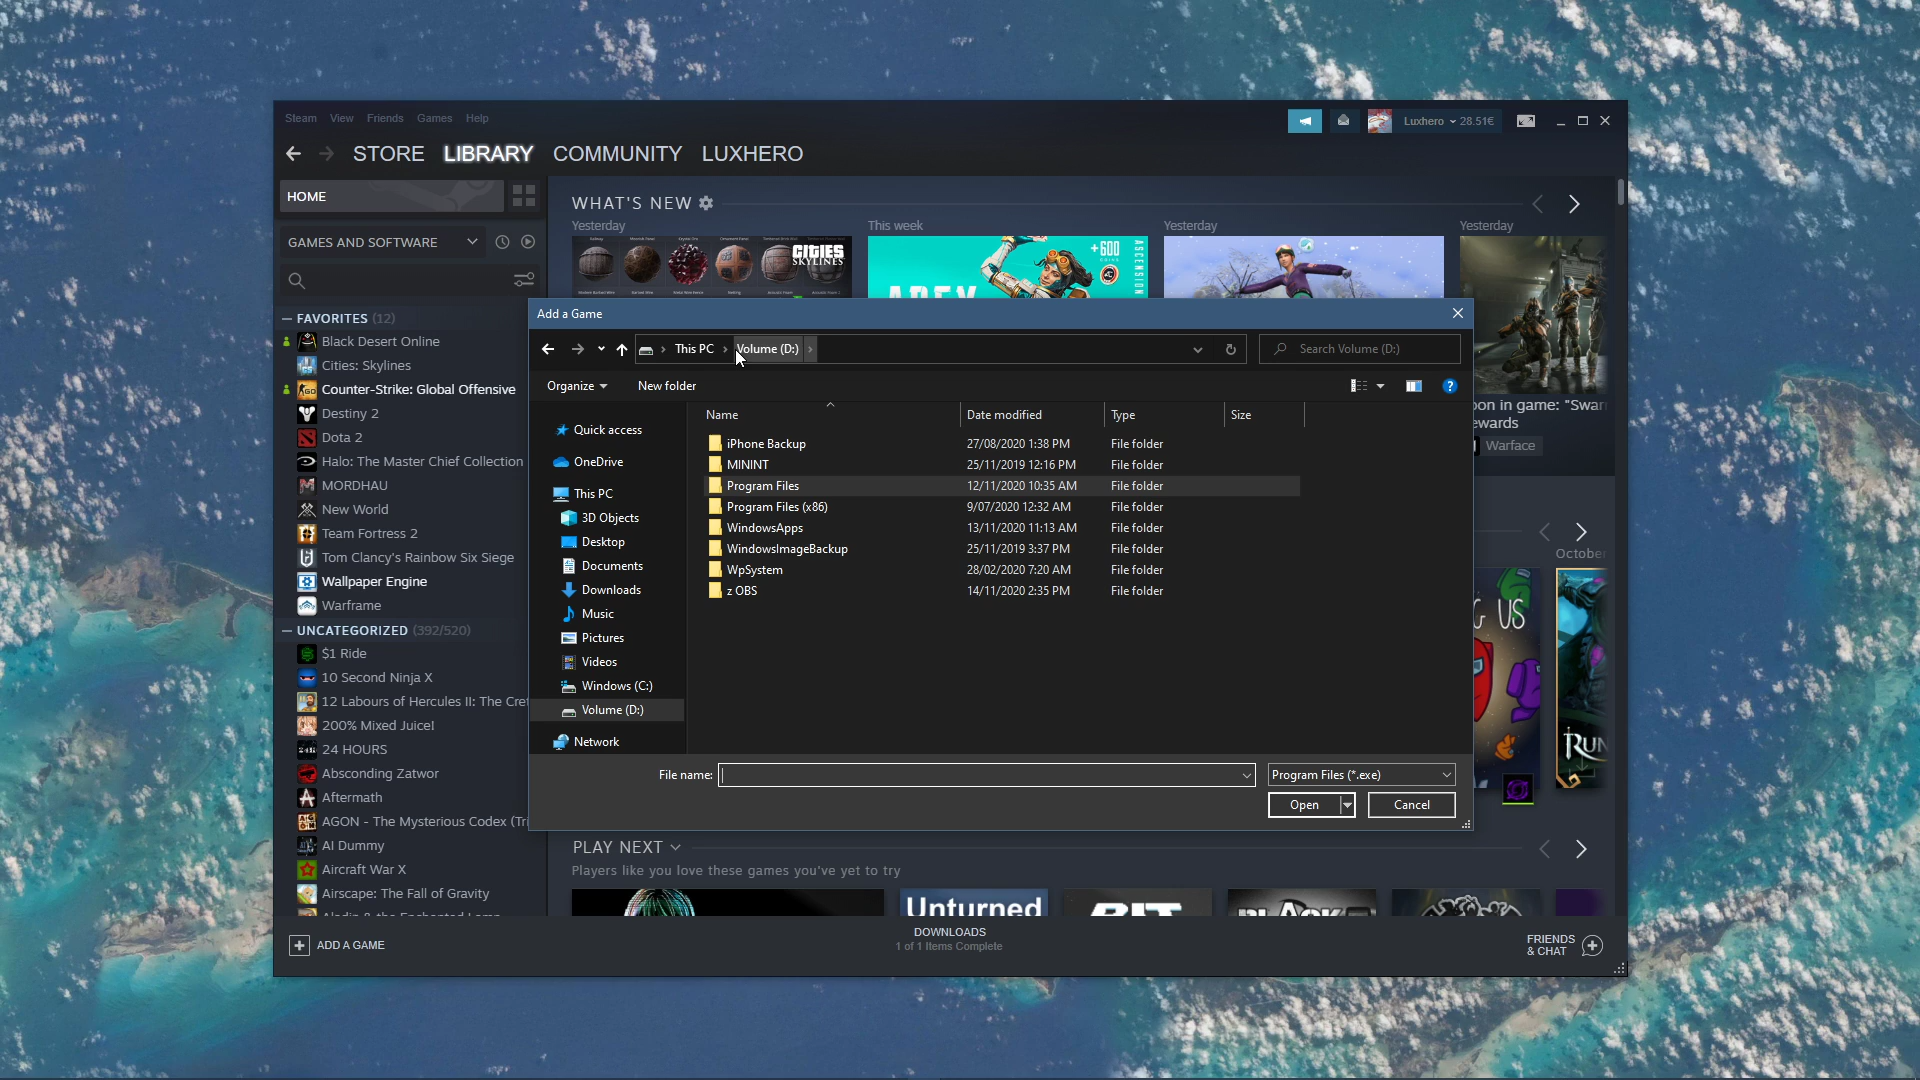 Steam View Friends Games Help
Luxhero 28.51€
STORE LIBRARY COMMUNITY LUXHERO
HOME
GAMES AND SOFTWARE
FAVORITES (12)
Black Desert Online
Cities: Skylines
Counter-Strike: Global Offensive
Destiny 2
Dota 2
Halo: The Master Chief Collection
MORDHAU
New World
Team Fortress 2
Tom Clancy's Rainbow Six Siege
Wallpaper Engine
Warframe
UNCATEGORIZED (392/520)
$1 Ride
10 Second Ninja X
12 Labours of Hercules II: The Cret
200% Mixed Juice!
24 HOURS
Absconding Zatwor
Aftermath
AGON - The Mysterious Codex (Tri
AI Dummy
Aircraft War X
Airscape: The Fall of Gravity
WHAT'S NEW
Yesterday
This week
Yesterday
Yesterday
CITIES
SKYLINES
+600
ASCENSION
APEX
oon in game: "Swar
ewards
Warface
October
G US
RUN
Add a Game
This PC Volume (D:)
Search Volume (D:)
Organize New folder
Quick access
OneDrive
This PC
3D Objects
Desktop
Documents
Downloads
Music
Pictures
Videos
Windows (C:)
Volume (D:)
Network
Name Date modified Type Size
iPhone Backup 27/08/2020 1:38 PM File folder
MININT 25/11/2019 12:16 PM File folder
Program Files 12/11/2020 10:35 AM File folder
Program Files (x86) 9/07/2020 12:32 AM File folder
WindowsApps 13/11/2020 11:13 AM File folder
WindowsImageBackup 25/11/2019 3:37 PM File folder
WpSystem 28/02/2020 7:20 AM File folder
z OBS 14/11/2020 2:35 PM File folder
File name:
Program Files (*.exe)
Open Cancel
PLAY NEXT
Players like you love these games you've yet to try
Unturned
ADD A GAME
DOWNLOADS
1 of 1 Items Complete
FRIENDS
& CHAT